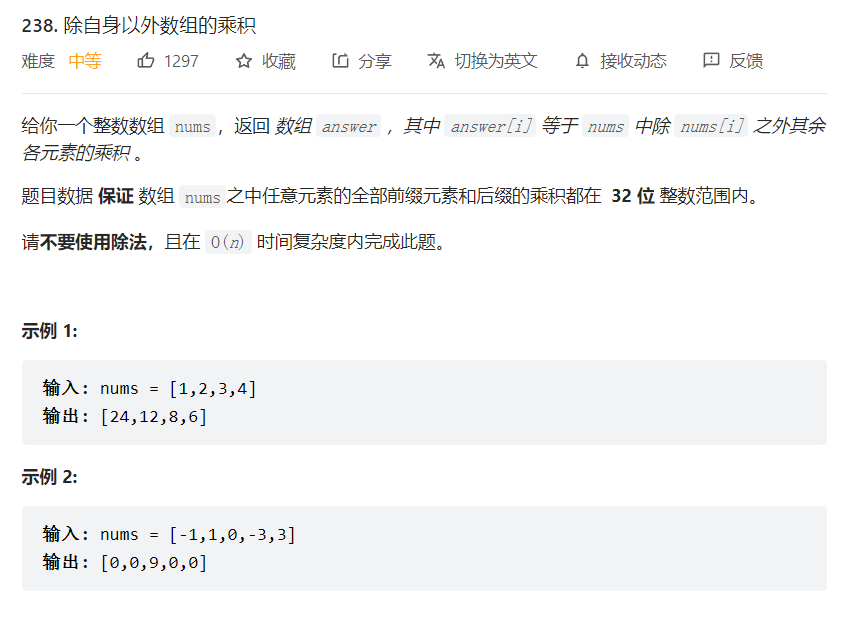 238. 除自身以外数组的乘积
难度 中等 1297 收藏 分享 切换为英文 接收动态 反馈
给你一个整数数组 nums，返回 数组 answer ，其中 answer[i] 等于 nums 中除 nums[i] 之外其余
各元素的乘积 。
题目数据 保证 数组 nums之中任意元素的全部前缀元素和后缀的乘积都在 32 位 整数范围内。
请不要使用除法，且在 O(n) 时间复杂度内完成此题。
示例 1:
输入: nums = [1,2,3,4]
输出: [24,12,8,6]
示例 2:
输入: nums = [-1,1,0,-3,3]
输出: [0,0,9,0,0]